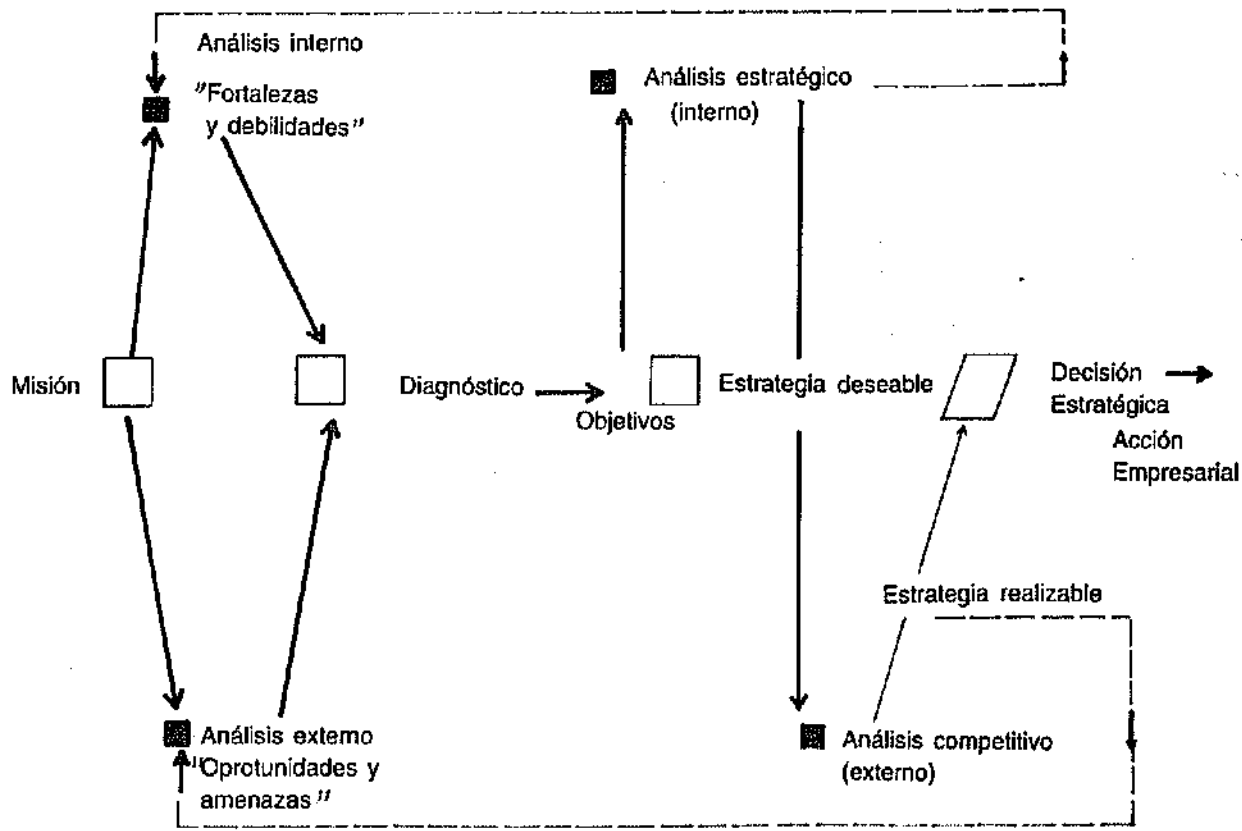 Análisis interno
"Fortalezas
y debilidades"
Análisis estratégico
(interno)
Misión
Diagnóstico
Objetivos
Estrategia deseable
Decisión
Estratégica
Acción
Empresarial
Estrategia realizable
Análisis externo
"Oprotunidades y
amenazas"
Análisis competitivo
(externo)